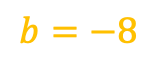 b = −8